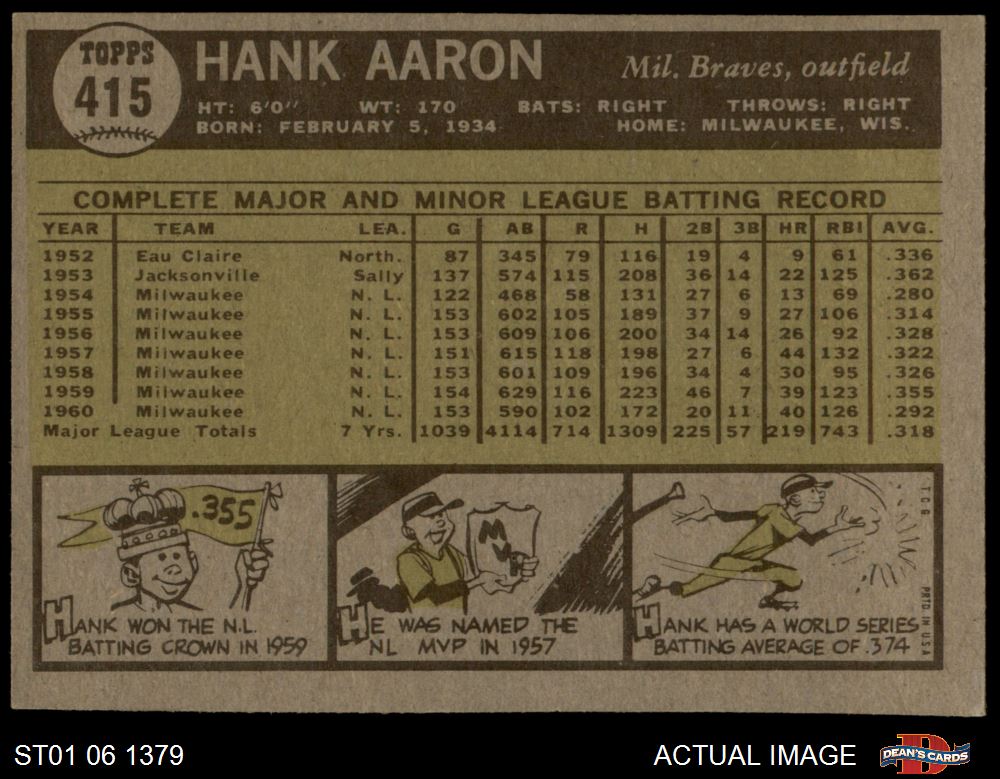 TOPPS
415
HANK AARON
Mil. Braves, outfield
HT: 6'0" WT: 170 BATS: RIGHT THROWS: RIGHT
BORN: FEBRUARY 5, 1934 HOME: MILWAUKEE, WIS.
COMPLETE MAJOR AND MINOR LEAGUE BATTING RECORD
YEAR TEAM LEA. G AB R H 2B 3B HR RBI AVG.
1952 Eau Claire North. 87 345 79 116 19 4 9 61 .336
1953 Jacksonville Sally 137 574 115 208 36 14 22 125 .362
1954 Milwaukee N. L. 122 468 58 131 27 6 13 69 .280
1955 Milwaukee N. L. 153 602 105 189 37 9 27 106 .314
1956 Milwaukee N. L. 153 609 106 200 34 14 26 92 .328
1957 Milwaukee N. L. 151 615 118 198 27 6 44 132 .322
1958 Milwaukee N. L. 153 601 109 196 34 4 30 95 .326
1959 Milwaukee N. L. 154 629 116 223 46 7 39 123 .355
1960 Milwaukee N. L. 153 590 102 172 20 11 40 126 .292
Major League Totals 7 Yrs. 1039 4114 714 1309 225 57 219 743 .318
.355
HANK WON THE N.L.
BATTING CROWN IN 1959
MVP
HE WAS NAMED THE
NL MVP IN 1957
HANK HAS A WORLD SERIES
BATTING AVERAGE OF .374
T.C.G. PRTD. IN USA
ST01 06 1379
ACTUAL IMAGE
D
DEAN'S CARDS